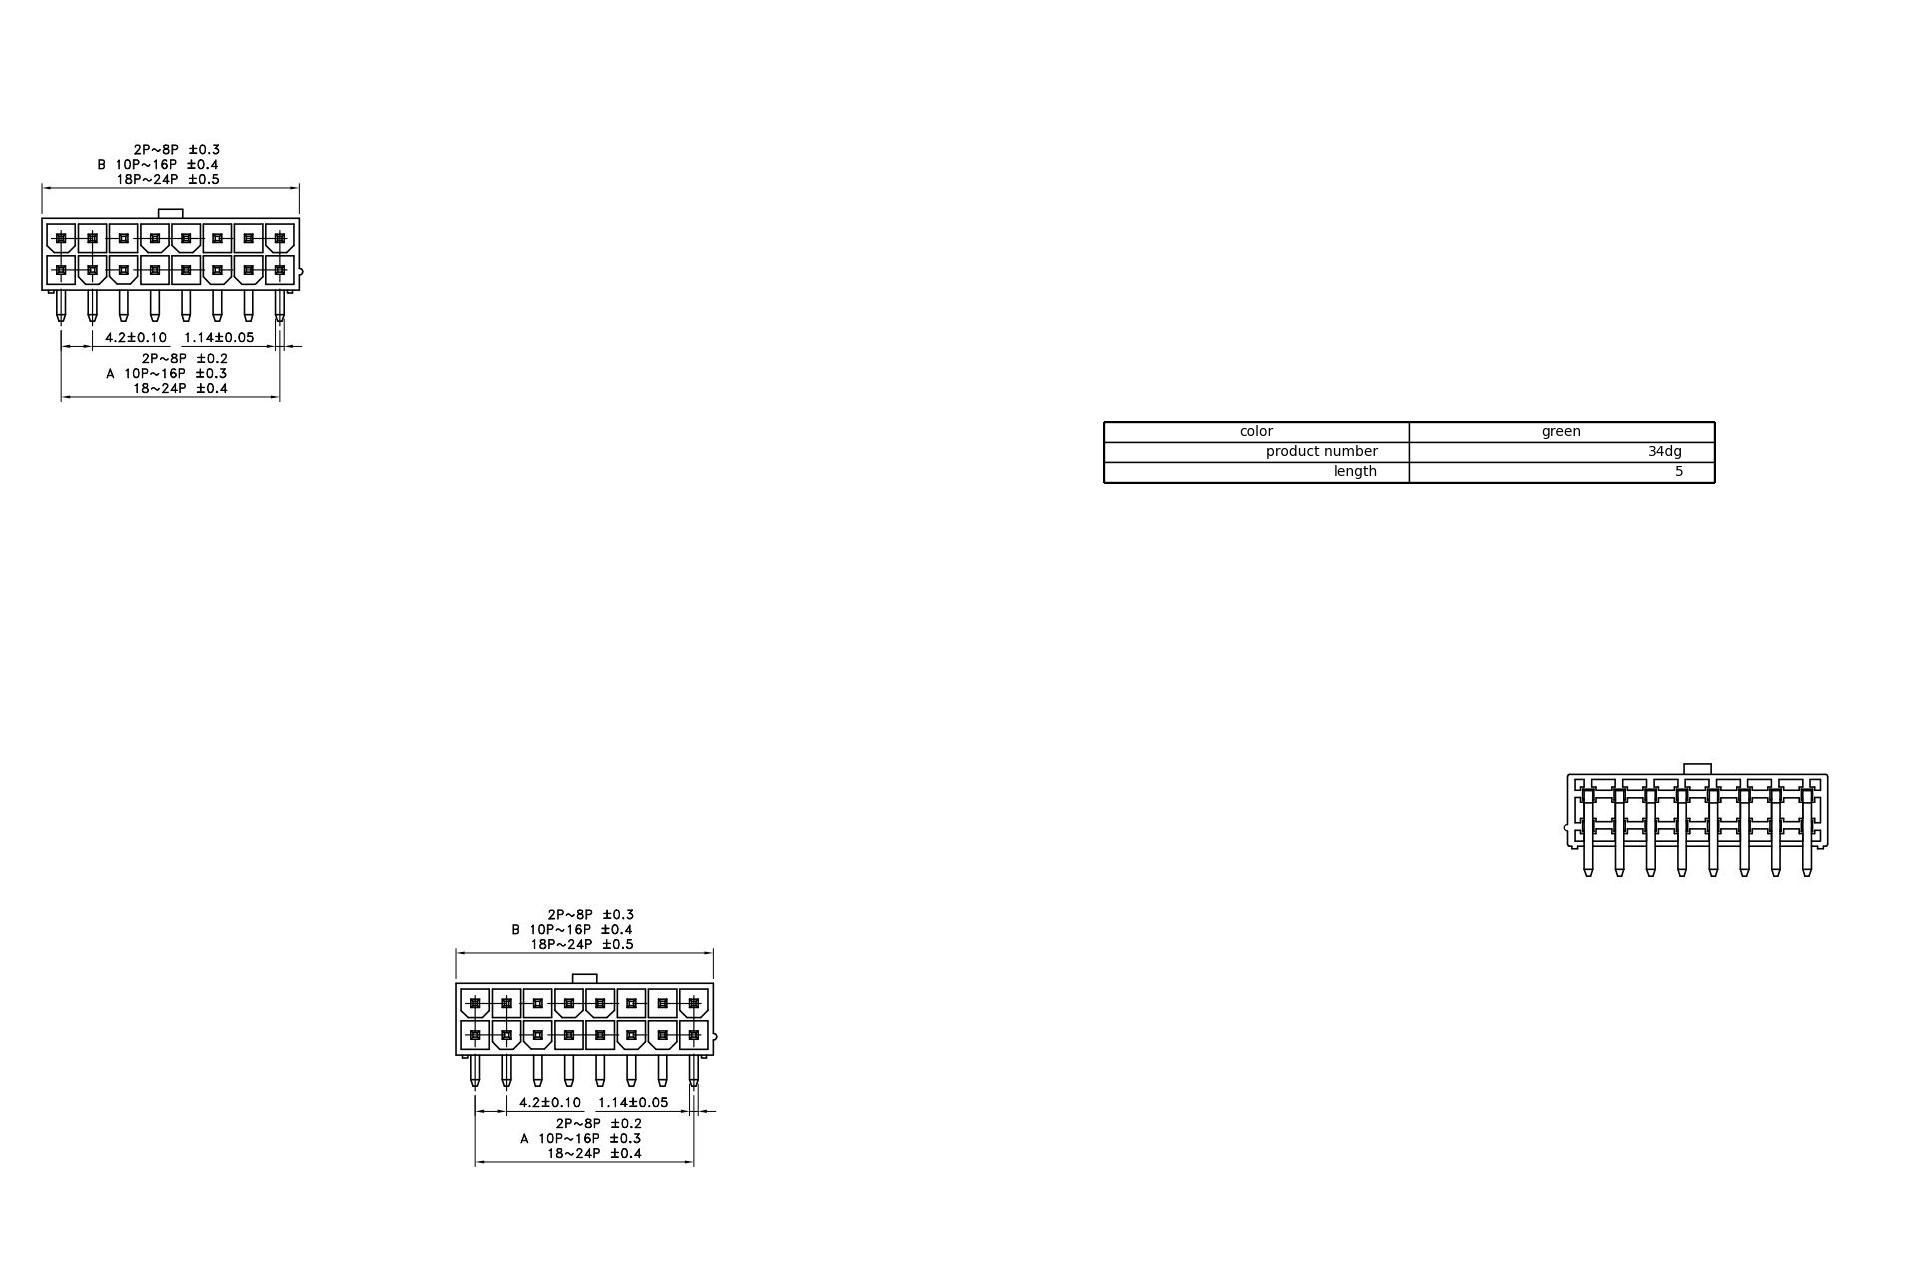 2P~8P ±0.3
B 10P~16P ±0.4
18P~24P ±0.5
4.2±0.10 1.14±0.05
2P~8P ±0.2
A 10P~16P ±0.3
18~24P ±0.4
color green
product number 34dg
length 5
2P~8P ±0.3
B 10P~16P ±0.4
18P~24P ±0.5
4.2±0.10 1.14±0.05
2P~8P ±0.2
A 10P~16P ±0.3
18~24P ±0.4